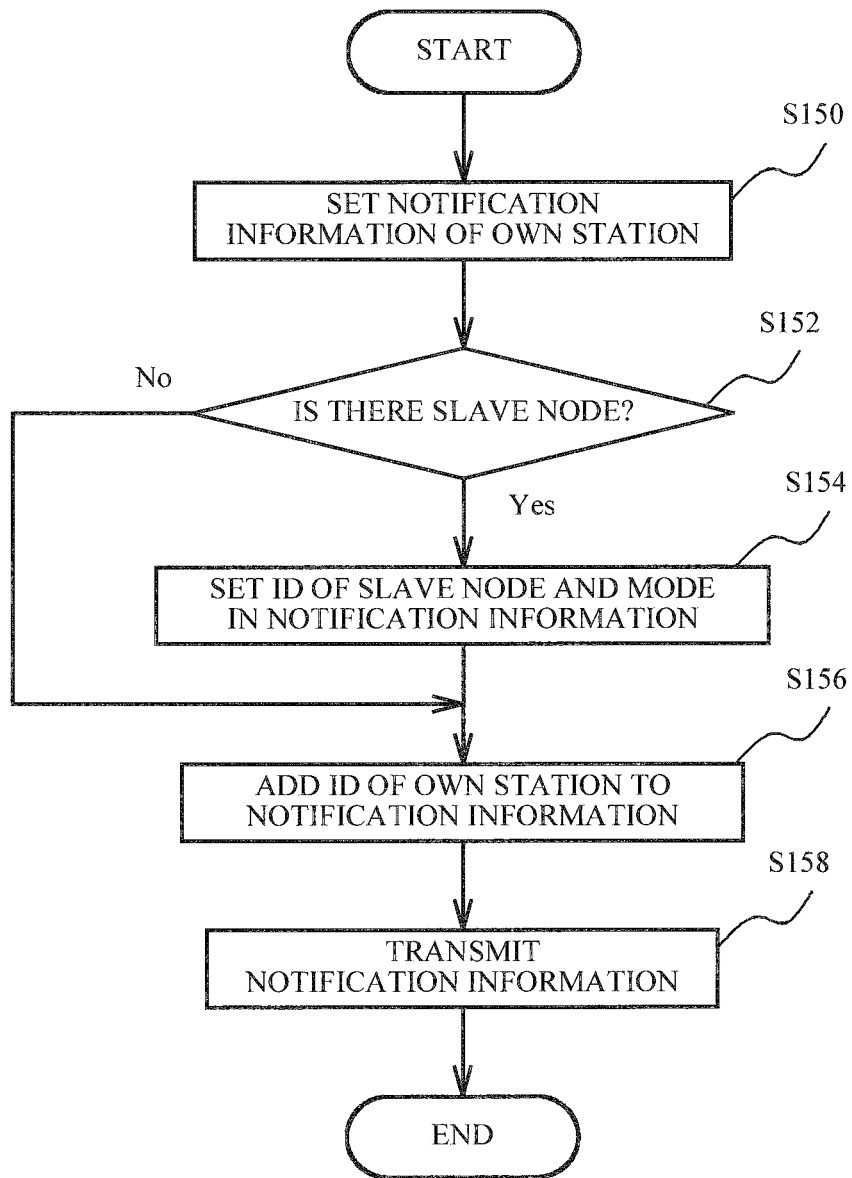 START
S150
SET NOTIFICATION
INFORMATION OF OWN STATION
S152
No
IS THERE SLAVE NODE?
Yes
S154
SET ID OF SLAVE NODE AND MODE
IN NOTIFICATION INFORMATION
S156
ADD ID OF OWN STATION TO
NOTIFICATION INFORMATION
S158
TRANSMIT
NOTIFICATION INFORMATION
END